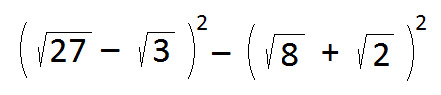 (√27 − √3)² − (√8 + √2)²